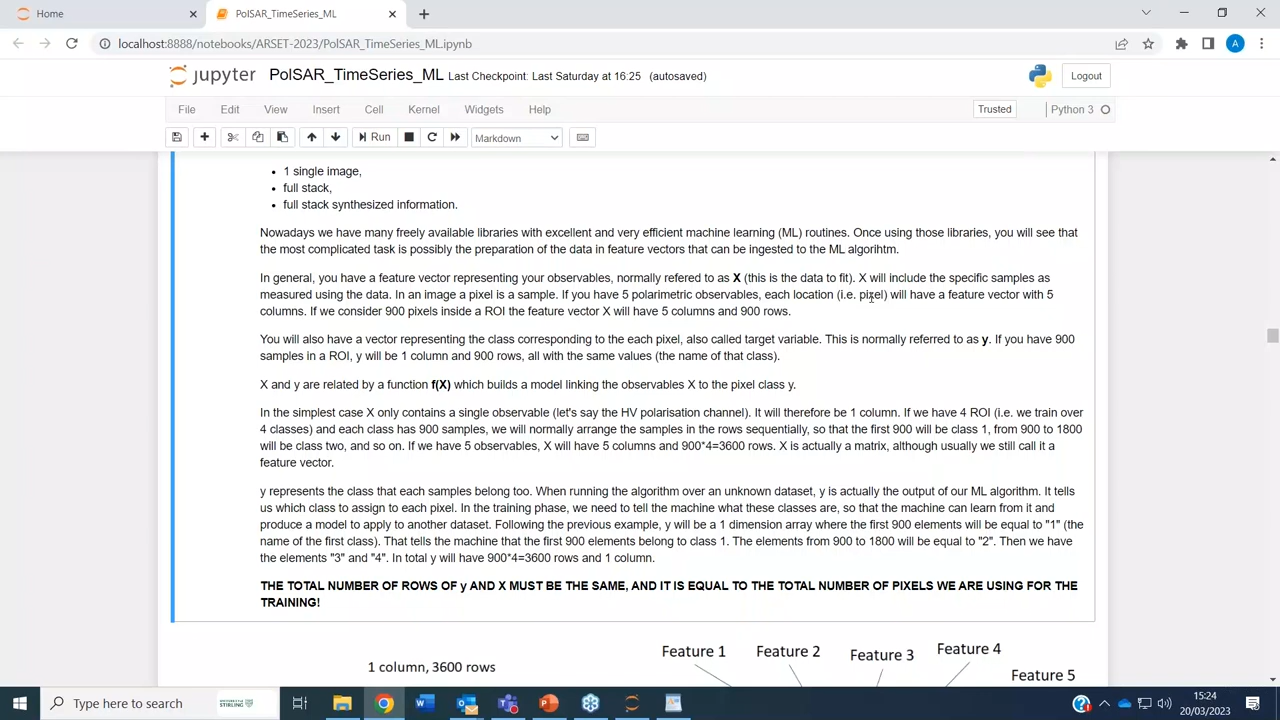 Home
PolSAR_TimeSeries_ML
localhost:8888/notebooks/ARSET-2023/PolSAR_TimeSeries_ML.ipynb
A
jupyter PolSAR_TimeSeries_ML Last Checkpoint: Last Saturday at 16:25 (autosaved)
Logout
File Edit View Insert Cell Kernel Widgets Help
Trusted
Python 3
Run
Markdown
• 1 single image,
• full stack,
• full stack synthesized information.
Nowadays we have many freely available libraries with excellent and very efficient machine learning (ML) routines. Once using those libraries, you will see that
the most complicated task is possibly the preparation of the data in feature vectors that can be ingested to the ML algorihtm.
In general, you have a feature vector representing your observables, normally refered to as X (this is the data to fit). X will include the specific samples as
measured using the data. In an image a pixel is a sample. If you have 5 polarimetric observables, each location (i.e. pixel) will have a feature vector with 5
columns. If we consider 900 pixels inside a ROI the feature vector X will have 5 columns and 900 rows.
You will also have a vector representing the class corresponding to the each pixel, also called target variable. This is normally referred to as y. If you have 900
samples in a ROI, y will be 1 column and 900 rows, all with the same values (the name of that class).
X and y are related by a function f(X) which builds a model linking the observables X to the pixel class y.
In the simplest case X only contains a single observable (let's say the HV polarisation channel). It will therefore be 1 column. If we have 4 ROI (i.e. we train over
4 classes) and each class has 900 samples, we will normally arrange the samples in the rows sequentially, so that the first 900 will be class 1, from 900 to 1800
will be class two, and so on. If we have 5 observables, X will have 5 columns and 900*4=3600 rows. X is actually a matrix, although usually we still call it a
feature vector.
y represents the class that each samples belong too. When running the algorithm over an unknown dataset, y is actually the output of our ML algorithm. It tells
us which class to assign to each pixel. In the training phase, we need to tell the machine what these classes are, so that the machine can learn from it and
produce a model to apply to another dataset. Following the previous example, y will be a 1 dimension array where the first 900 elements will be equal to "1" (the
name of the first class). That tells the machine that the first 900 elements belong to class 1. The elements from 900 to 1800 will be equal to "2". Then we have
the elements "3" and "4". In total y will have 900*4=3600 rows and 1 column.
THE TOTAL NUMBER OF ROWS OF y AND X MUST BE THE SAME, AND IT IS EQUAL TO THE TOTAL NUMBER OF PIXELS WE ARE USING FOR THE
TRAINING!
1 column, 3600 rows
Feature 1
Feature 2
Feature 3
Feature 4
Feature 5
Type here to search
STIRLING
15:24
20/03/2023